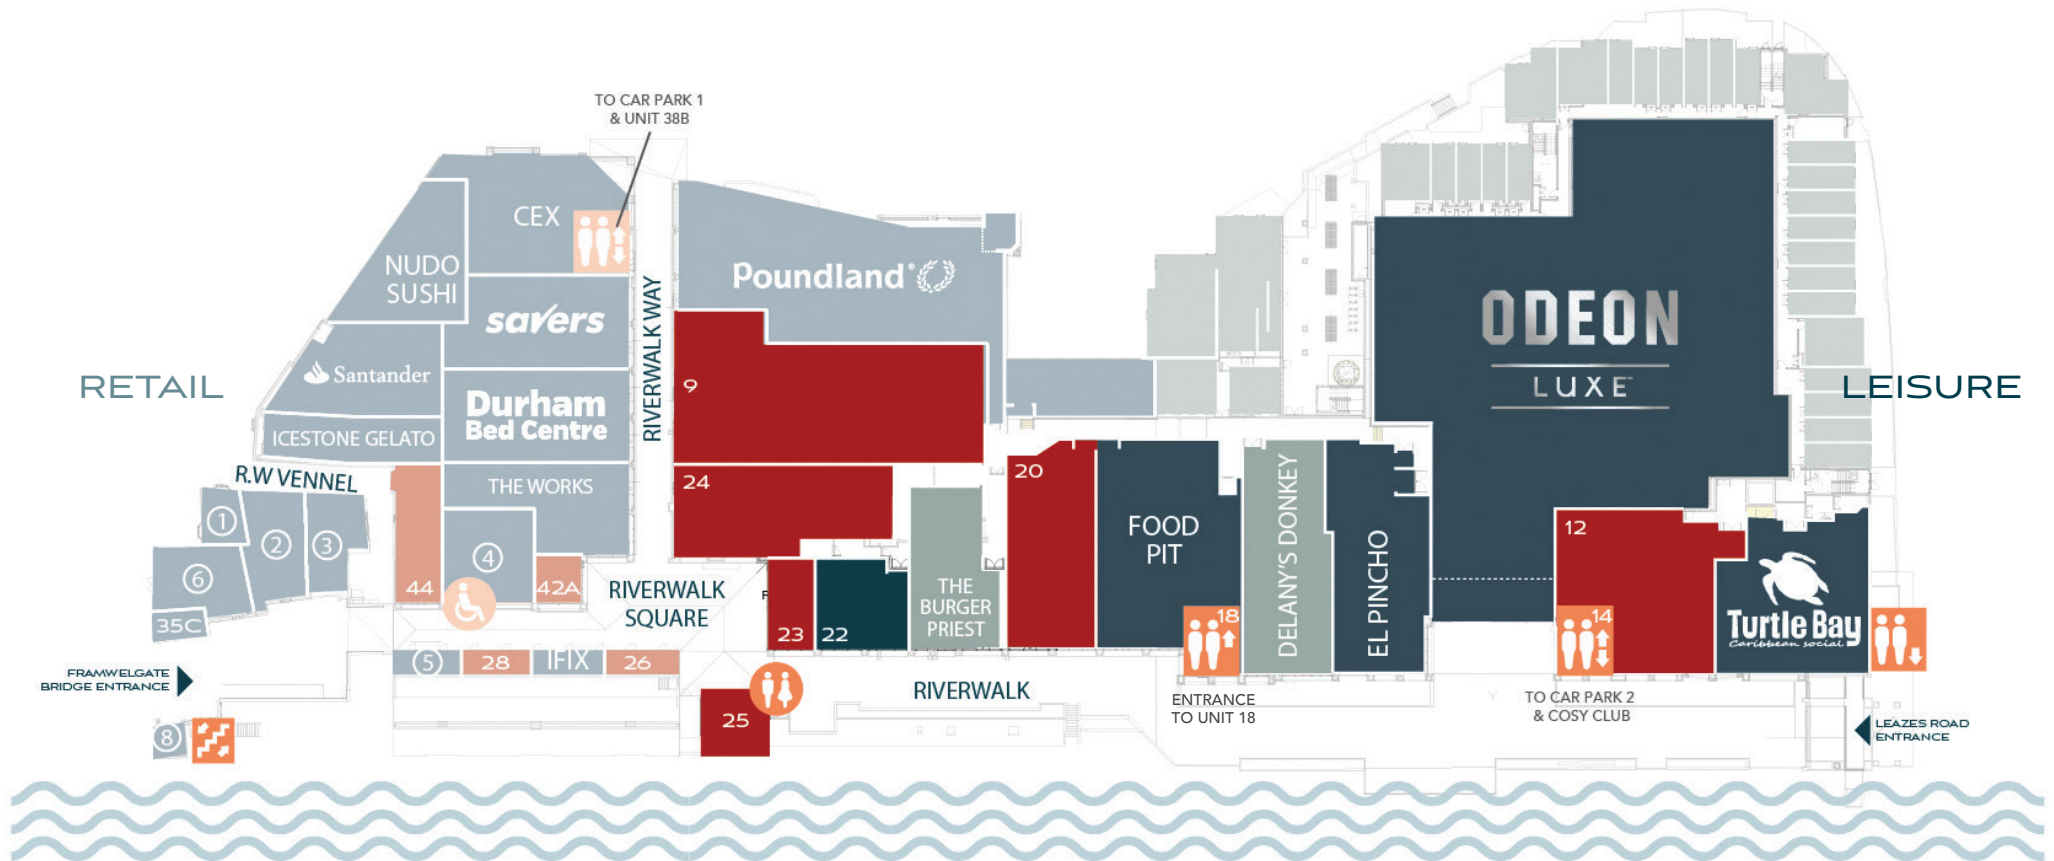 TO CAR PARK 1
& UNIT 38B
CEX
NUDO
SUSHI
savers
Santander
Durham
Bed Centre
ICESTONE GELATO
THE WORKS
R.W VENNEL
RETAIL
RIVERWALK WAY
Poundland
9
24
20
ODEON
LUXE
LEISURE
1
2
3
4
6
35C
44
42A
RIVERWALK
SQUARE
23
22
THE
BURGER
PRIEST
FOOD
PIT
18
DELANY'S DONKEY
EL PINCHO
12
14
Turtle Bay
Caribbean social
5
28
IFIX
26
FRAMWELGATE
BRIDGE ENTRANCE
8
25
RIVERWALK
ENTRANCE
TO UNIT 18
TO CAR PARK 2
& COSY CLUB
LEAZES ROAD
ENTRANCE